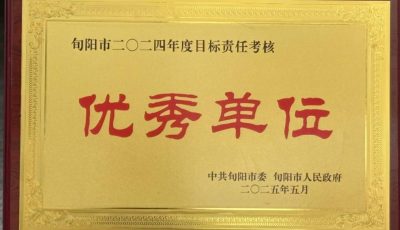 旬阳市二〇二四年度目标责任考核
优秀单位
中共旬阳市委 旬阳市人民政府
二〇二五年五月